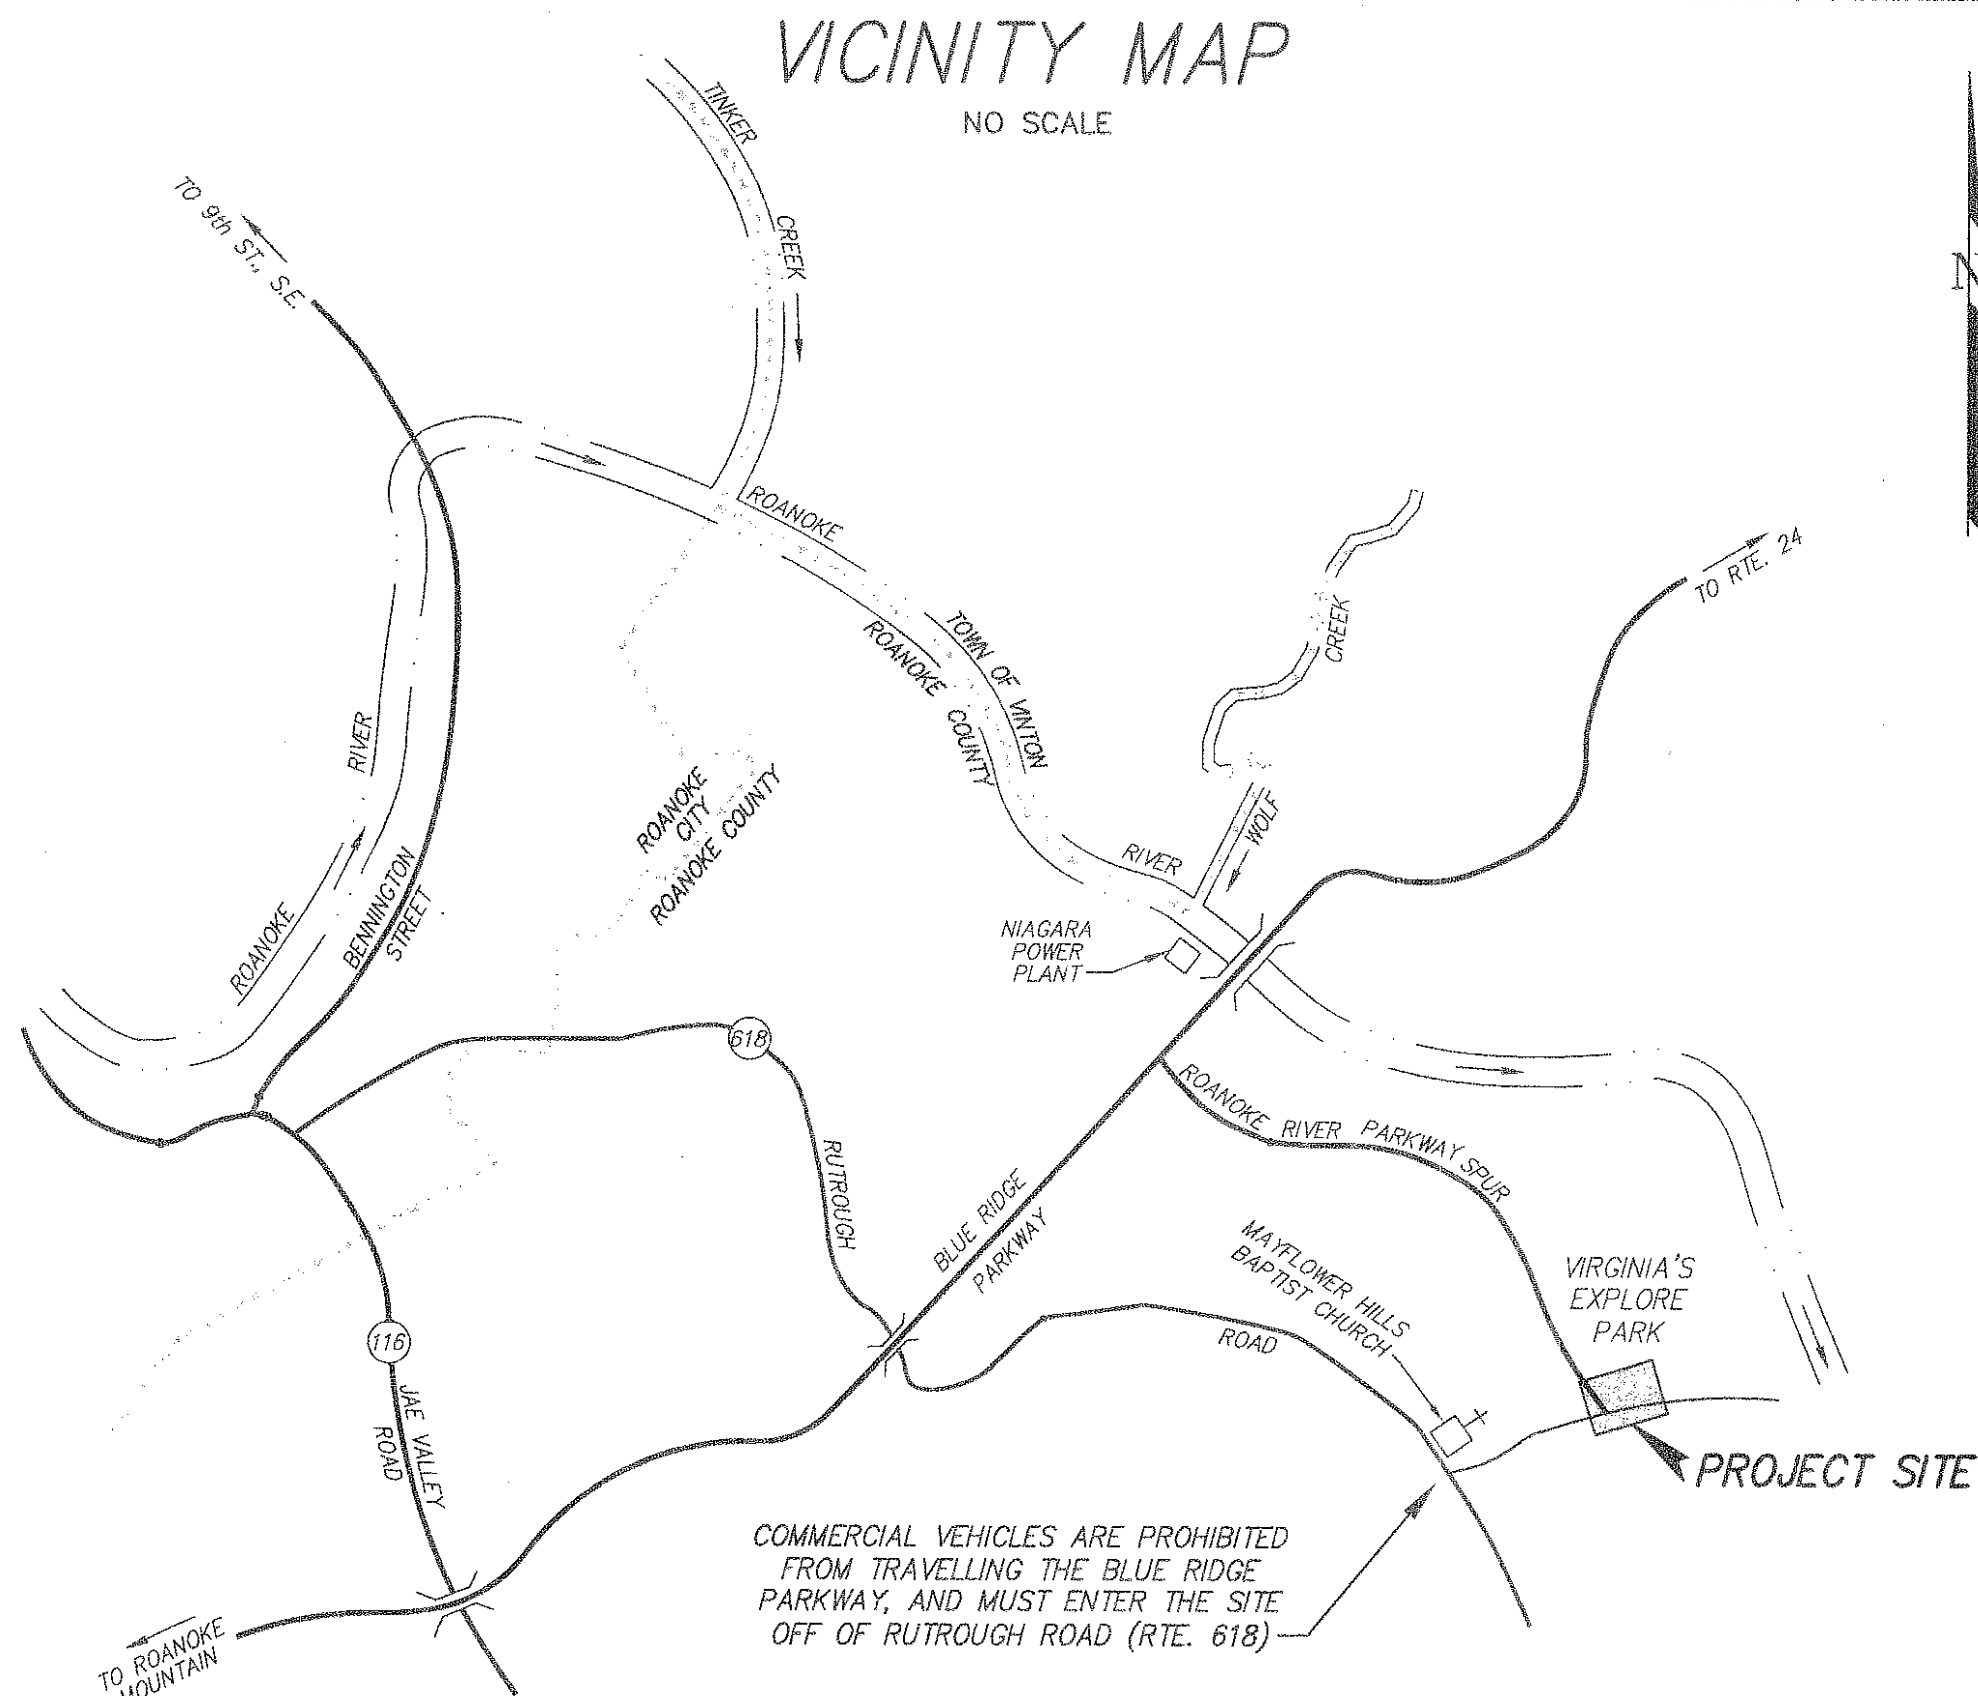 VICINITY MAP
NO SCALE
TINKER
CREEK
TO 9th ST., S.E.
N
ROANOKE
TO RTE. 24
CREEK
TOWN OF VINTON
ROANOKE COUNTY
RIVER
ROANOKE
CITY
ROANOKE COUNTY
WOLF
RIVER
BENNINGTON
STREET
ROANOKE
NIAGARA
POWER
PLANT
618
ROANOKE RIVER PARKWAY SPUR
RUTROUGH
BLUE RIDGE
PARKWAY
MAYFLOWER HILLS
BAPTIST CHURCH
VIRGINIA'S
EXPLORE
PARK
ROAD
116
JAE VALLEY
ROAD
PROJECT SITE
COMMERCIAL VEHICLES ARE PROHIBITED
FROM TRAVELLING THE BLUE RIDGE
PARKWAY, AND MUST ENTER THE SITE
OFF OF RUTROUGH ROAD (RTE. 618)
TO ROANOKE
MOUNTAIN